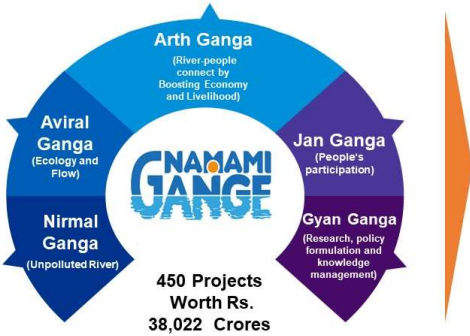 Arth Ganga
(River-people
connect by
Boosting Economy
and Livelihood)
Aviral
Ganga
(Ecology and
Flow)
Jan Ganga
(People's
participation)
NAMAMI
GANGE
Nirmal
Ganga
(Unpolluted River)
Gyan Ganga
(Research, policy
formulation and
knowledge
management)
450 Projects
Worth Rs.
38,022 Crores